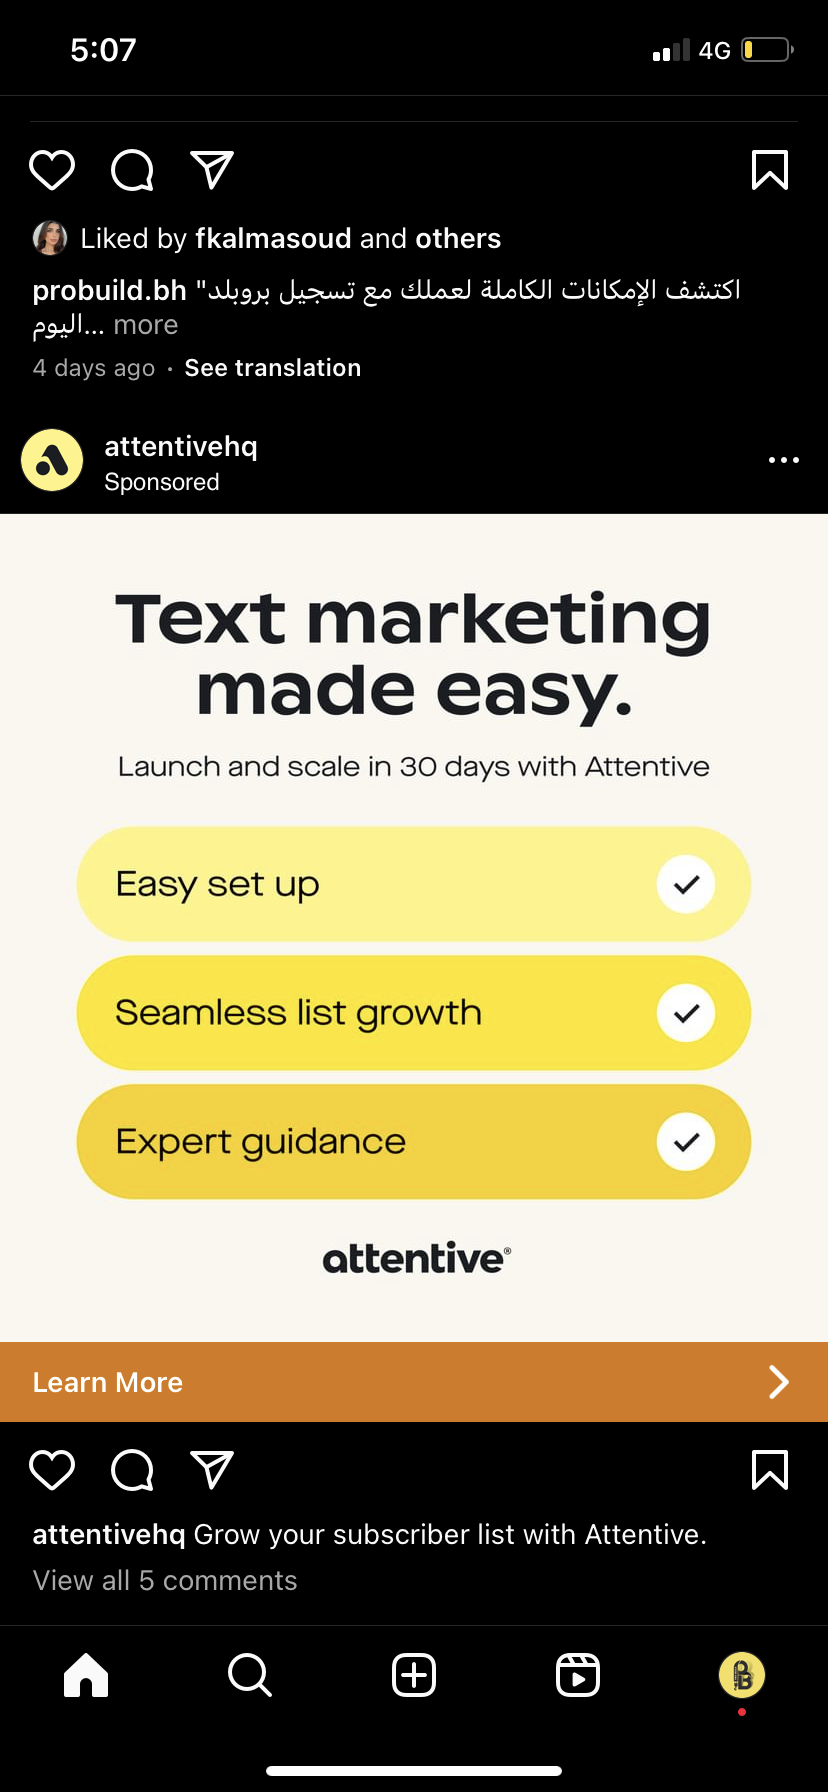 5:07
4G
Liked by fkalmasoud and others
probuild.bh "اكتشف الإمكانات الكاملة لعملك مع تسجيل بروبلد
اليوم... more
4 days ago · See translation
attentivehq
Sponsored
Text marketing
made easy.
Launch and scale in 30 days with Attentive
Easy set up
Seamless list growth
Expert guidance
attentive®
Learn More
attentivehq Grow your subscriber list with Attentive.
View all 5 comments